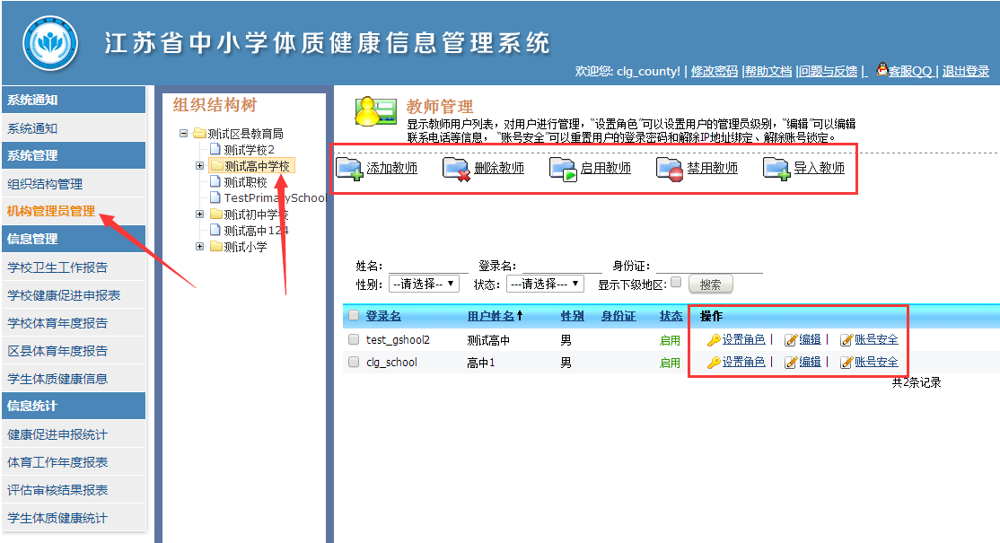 江苏省中小学体质健康信息管理系统
欢迎您: clg_county! | 修改密码 |帮助文档 |问题与反馈 | 客服QQ | 退出登录
系统通知
系统通知
系统管理
组织结构管理
机构管理员管理
信息管理
学校卫生工作报告
学校健康促进申报表
学校体育年度报告
区县体育年度报告
学生体质健康信息
信息统计
健康促进申报统计
体育工作年度报表
评估审核结果报表
学生体质健康统计
组织结构树
测试区县教育局
测试学校2
测试高中学校
测试职校
TestPrimarySchool
测试初中学校
测试高中124
测试小学
教师管理
显示教师用户列表，对用户进行管理，"设置角色"可以设置用户的管理员级别，"编辑"可以编辑
联系电话等信息， "账号安全"可以重置用户的登录密码和解除IP地址绑定、解除账号锁定。
添加教师 删除教师 启用教师 禁用教师 导入教师
姓名: 登录名: 身份证:
性别: --请选择-- 状态: --请选择-- 显示下级地区: 搜索
登录名 用户姓名 性别 身份证 状态 操作
test_gshool2 测试高中 男 启用 设置角色 | 编辑 | 账号安全
clg_school 高中1 男 启用 设置角色 | 编辑 | 账号安全
共2条记录